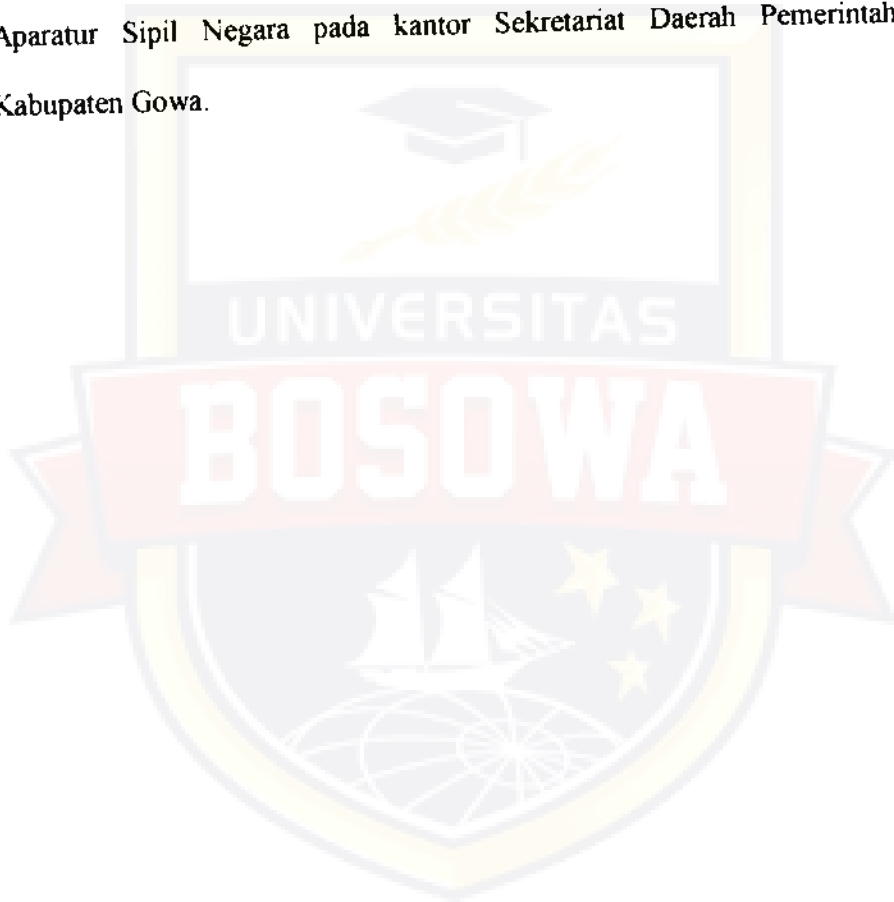 Aparatur Sipil Negara pada kantor Sekretariat Daerah Pemerintah
Kabupaten Gowa.
UNIVERSITAS
BOSOWA